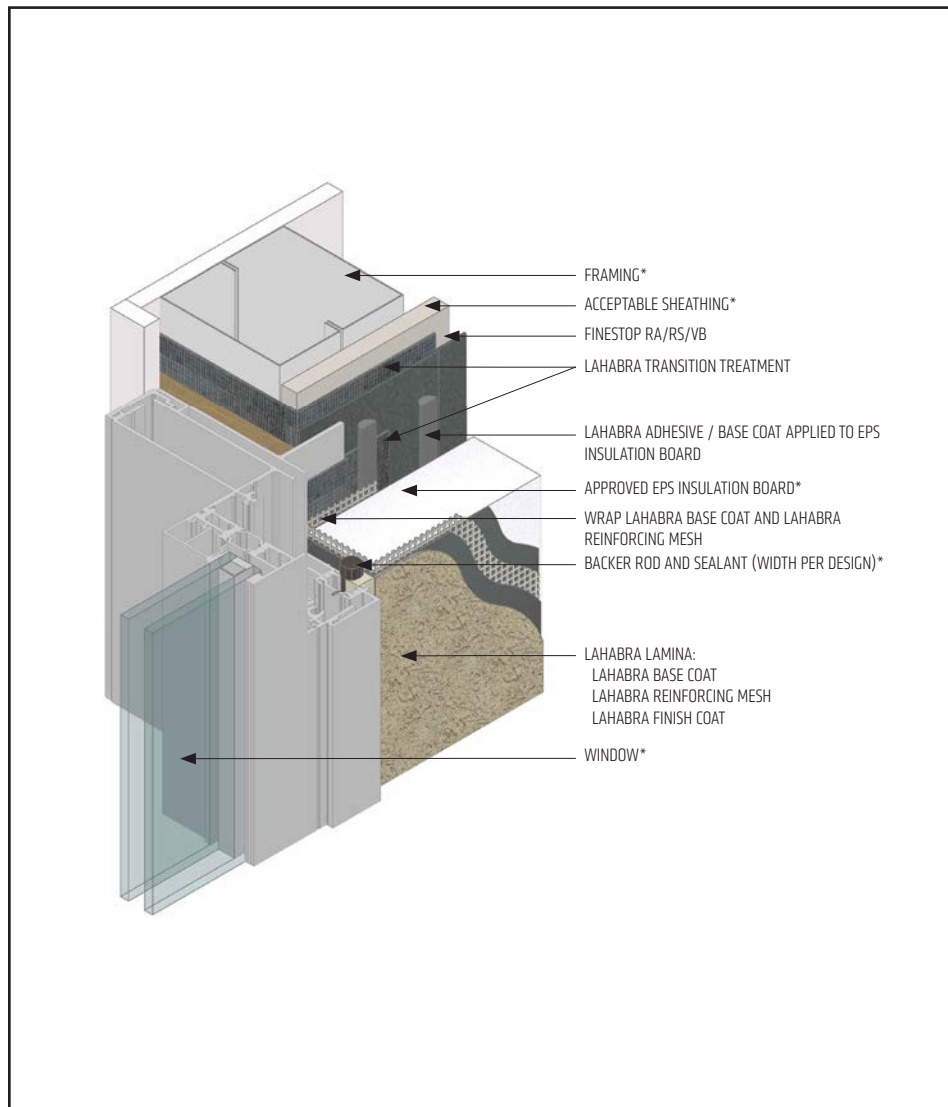 FRAMING*
ACCEPTABLE SHEATHING*
FINESTOP RA/RS/VB
LAHABRA TRANSITION TREATMENT
LAHABRA ADHESIVE / BASE COAT APPLIED TO EPS
INSULATION BOARD
APPROVED EPS INSULATION BOARD*
WRAP LAHABRA BASE COAT AND LAHABRA
REINFORCING MESH
BACKER ROD AND SEALANT (WIDTH PER DESIGN)*
LAHABRA LAMINA:
LAHABRA BASE COAT
LAHABRA REINFORCING MESH
LAHABRA FINISH COAT
WINDOW*